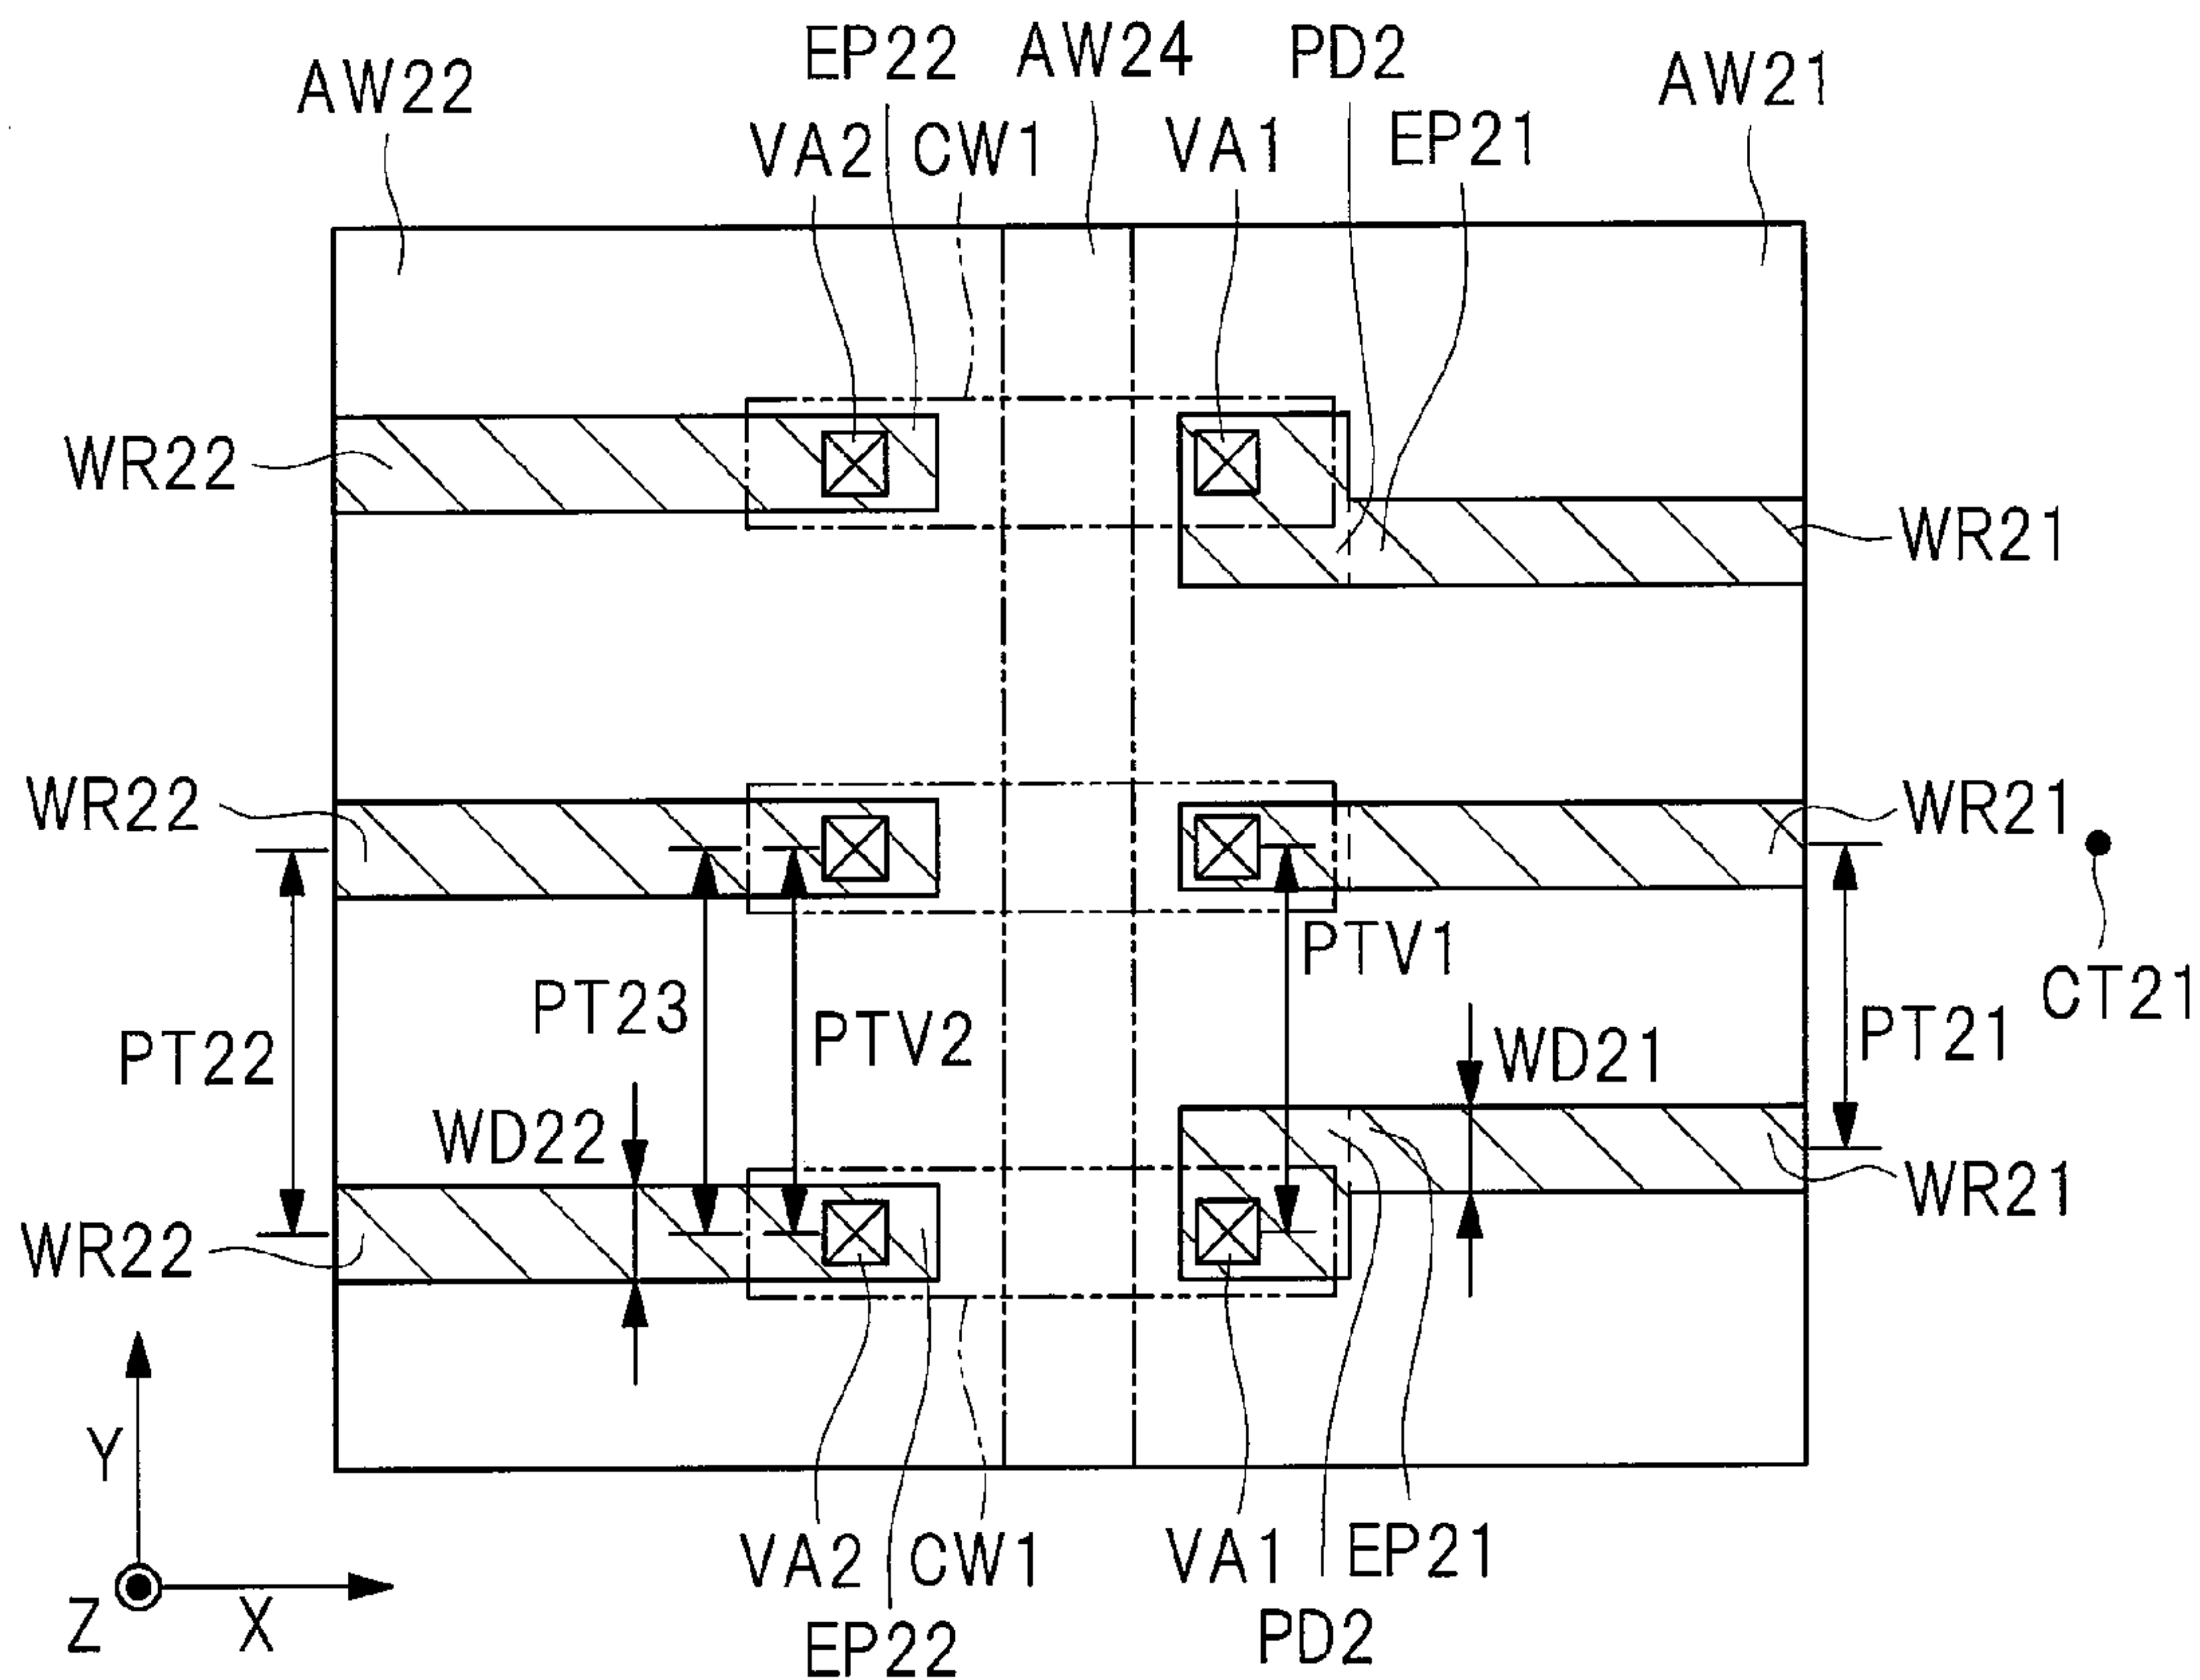 EP22 AW24 PD2
AW22 AW21
VA2 CW1 VA1 EP21
WR22
WR21
WR22 WR21
PTV1
CT21
PT23
PT22 PTV2 PT21
WD21
WD22
WR21
WR22
Y
VA2 CW1 VA1 EP21
Z X
EP22 PD2